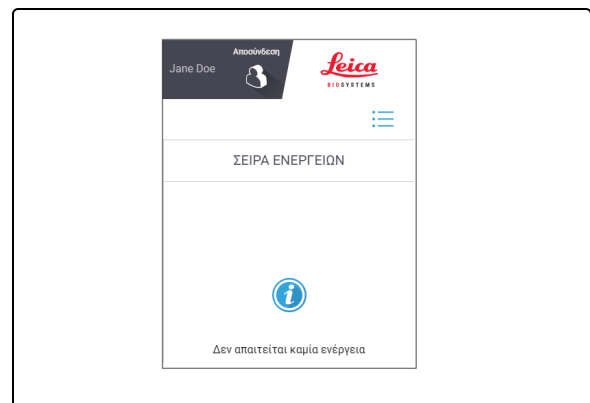 Αποσύνδεση
Jane Doe
Leica
BIOSYSTEMS
ΣΕΙΡΑ ΕΝΕΡΓΕΙΩΝ
i
Δεν απαιτείται καμία ενέργεια